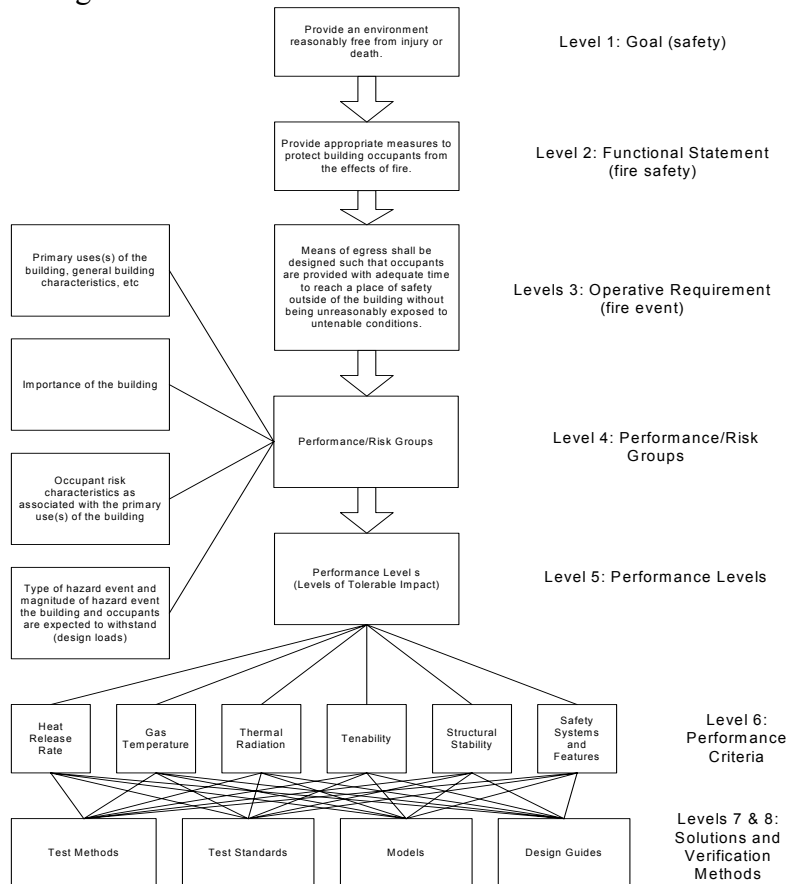 Provide an environment
reasonably free from injury or
death.
Level 1: Goal (safety)
Provide appropriate measures to
protect building occupants from
the effects of fire.
Level 2: Functional Statement
(fire safety)
Means of egress shall be
designed such that occupants
are provided with adequate time
to reach a place of safety
outside of the building without
being unreasonably exposed to
untenable conditions.
Levels 3: Operative Requirement
(fire event)
Primary uses(s) of the
building, general building
characteristics, etc
Importance of the building
Occupant risk
characteristics as
associated with the primary
use(s) of the building
Type of hazard event and
magnitude of hazard event
the building and occupants
are expected to withstand
(design loads)
Performance/Risk Groups
Level 4: Performance/Risk
Groups
Performance Level s
(Levels of Tolerable Impact)
Level 5: Performance Levels
Heat
Release
Rate
Gas
Temperature
Thermal
Radiation
Tenability
Structural
Stability
Safety
Systems
and
Features
Level 6:
Performance
Criteria
Test Methods
Test Standards
Models
Design Guides
Levels 7 & 8:
Solutions and
Verification
Methods